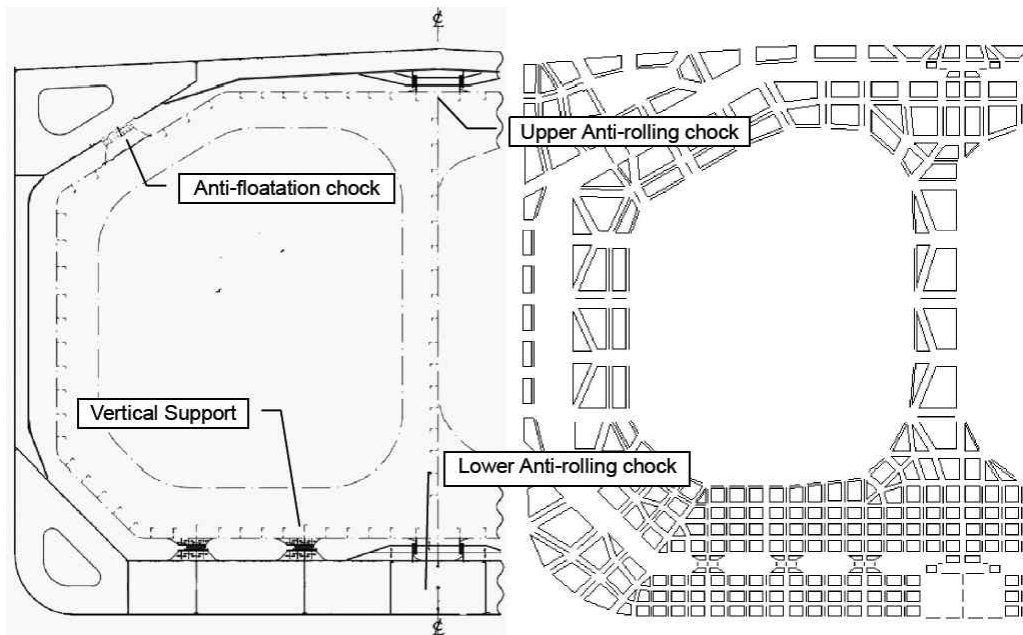 Upper Anti-rolling chock
Anti-floatation chock
Vertical Support
Lower Anti-rolling chock